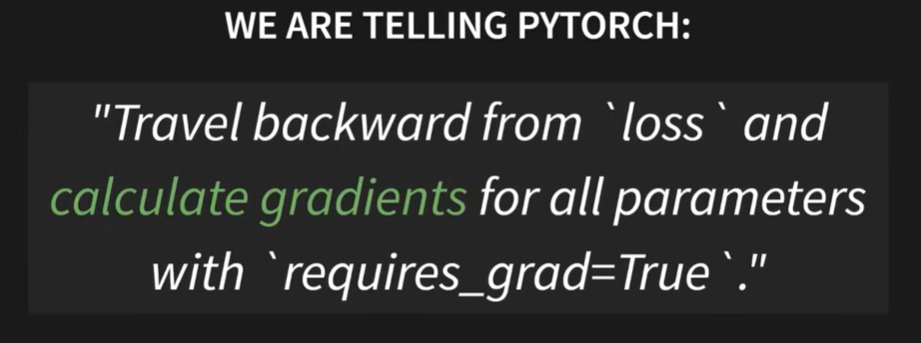 WE ARE TELLING PYTORCH:
"Travel backward from `loss` and
calculate gradients for all parameters
with `requires_grad=True`."